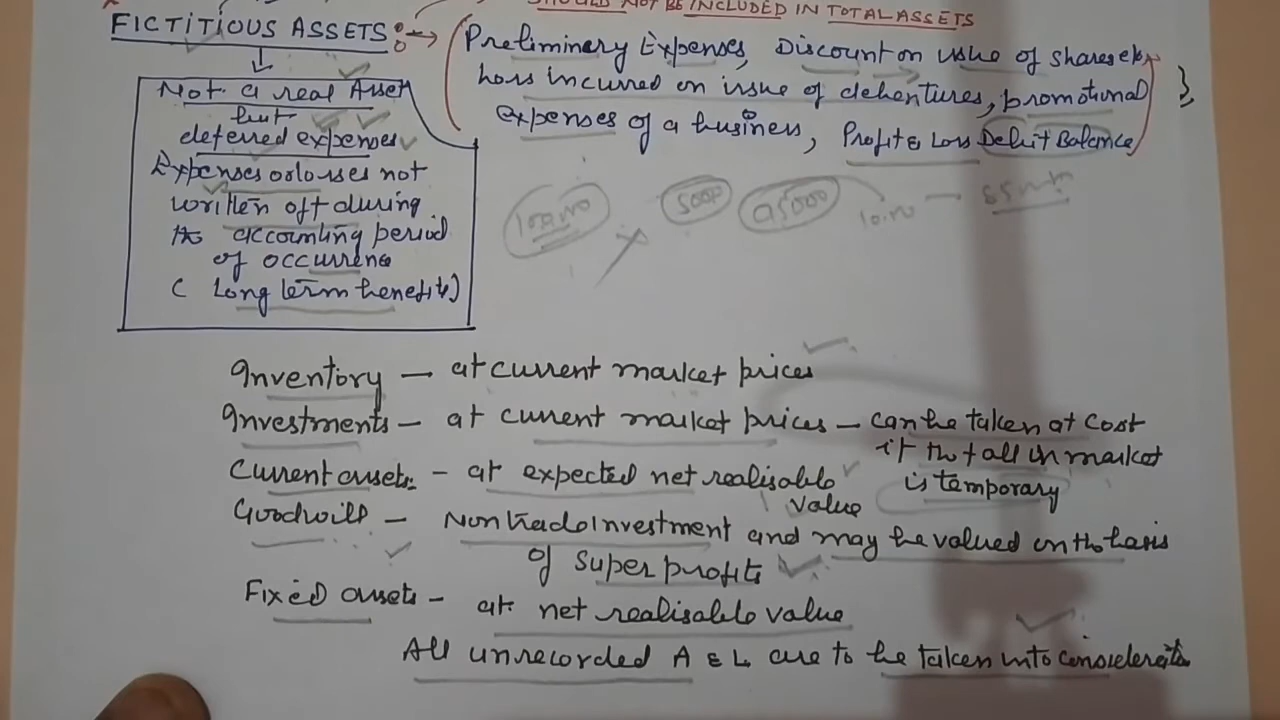 SHOULD NOT BE INCLUDED IN TOTAL ASSETS
FICTITIOUS ASSETS:
Preliminary Expenses, Discount on issue of shares
incurred on issue of debentures, promotional
expenses of a business, Profit & Loss Debit Balance
Not a real Asset
but
deferred expenses
Expenses or losses not
written off during
the accounting period
of occurrence
( Long term benefits)
5000
95000
Inventory — at current market prices
Investments — at current market prices — can be taken at cost
if the fall in market
is temporary
Current assets: - at expected net realisable
value
Goodwill - Non trade Investment and may be valued on the basis
of super profits
Fixed assets - at net realisable value
All unrecorded A & L are to be taken into consideration